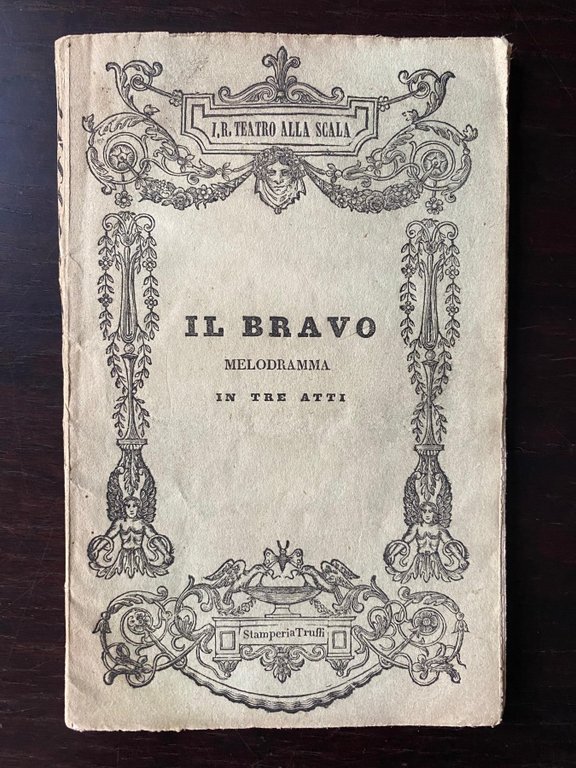 I. R. TEATRO ALLA SCALA
IL BRAVO
MELODRAMMA
IN TRE ATTI
Stamperia Truffi